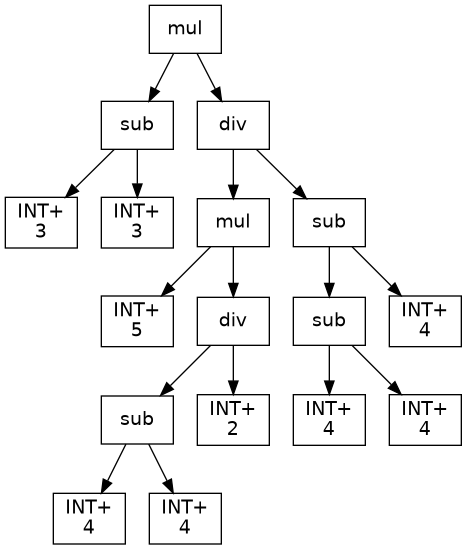 mul
sub
div
INT+
3
INT+
3
mul
sub
INT+
5
div
sub
INT+
4
sub
INT+
2
INT+
4
INT+
4
INT+
4
INT+
4